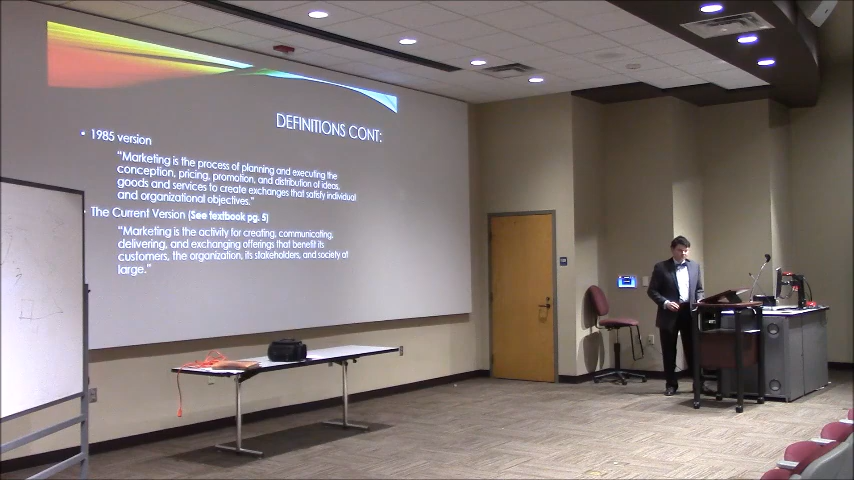 DEFINITIONS CONT:
1985 version
"Marketing is the process of planning and executing the
conception, pricing, promotion, and distribution of ideas,
goods and services to create exchanges that satisfy individual
and organizational objectives."
The Current Version (See textbook pg. 5)
"Marketing is the activity for creating, communicating,
delivering, and exchanging offerings that benefit its
customers, the organization, its stakeholders, and society at
large."